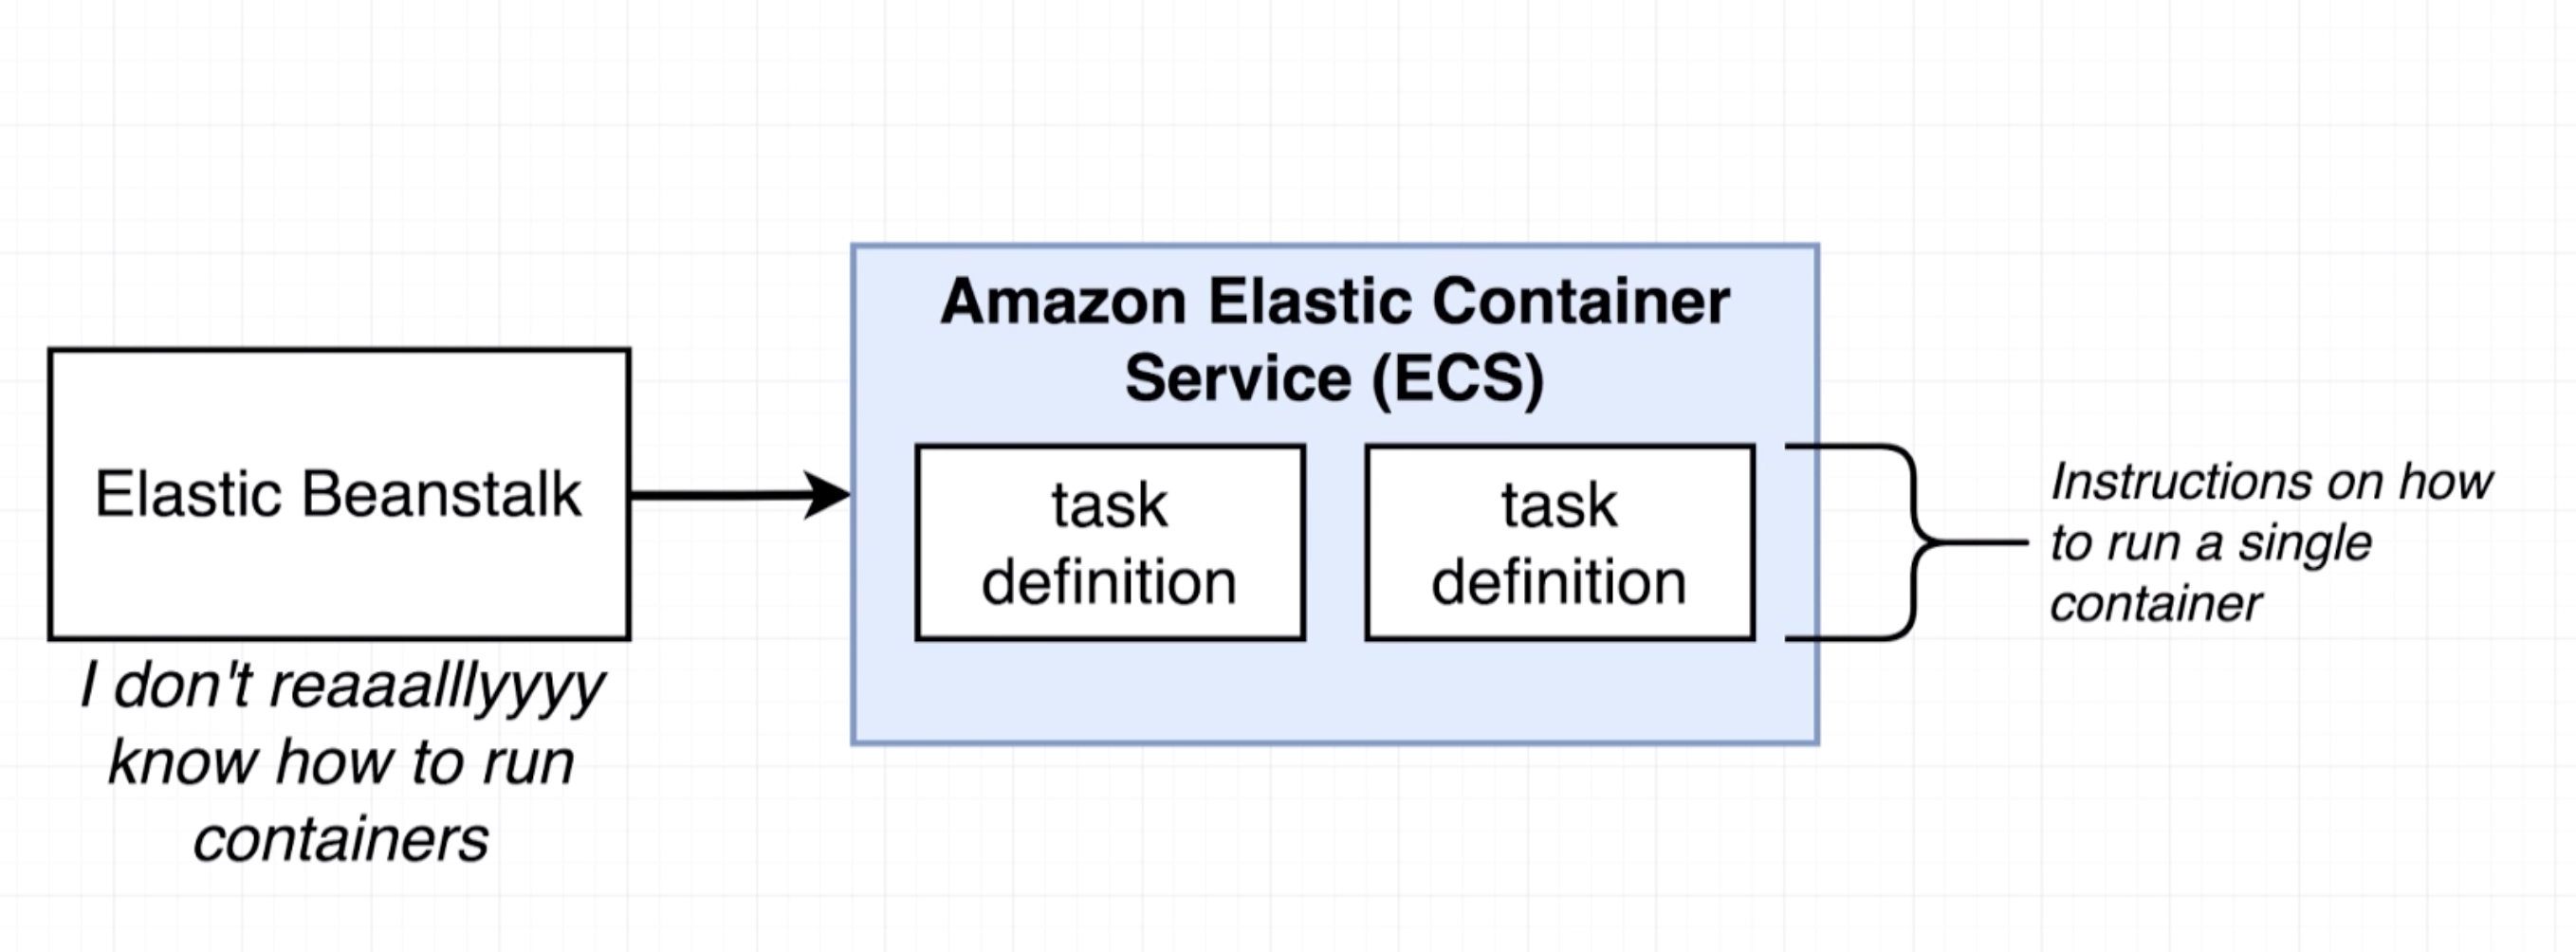 Elastic Beanstalk
I don't reaaalllyyyy
know how to run
containers
Amazon Elastic Container
Service (ECS)
task
definition
task
definition
Instructions on how
to run a single
container